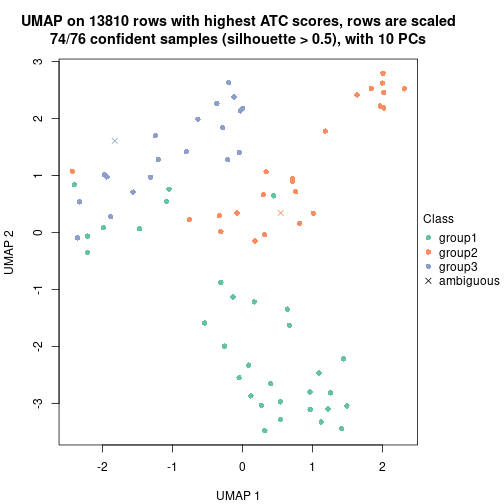 UMAP on 13810 rows with highest ATC scores, rows are scaled
74/76 confident samples (silhouette > 0.5), with 10 PCs
3
2
1
0
-1
-2
-3
UMAP 2
-2
-1
0
1
2
UMAP 1
Class
group1
group2
group3
ambiguous